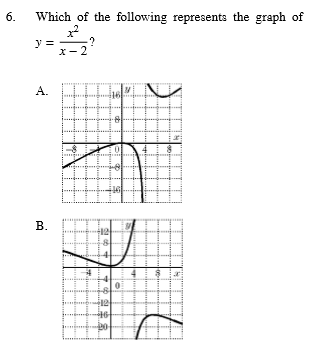 6. Which of the following represents the graph of
y = x²/(x − 2)?
A.
16 y
8
x
−8 0 4 8
−8
−16
B.
12 y
8
4
−4 4 8 x
−4 0
−8
12
16
20